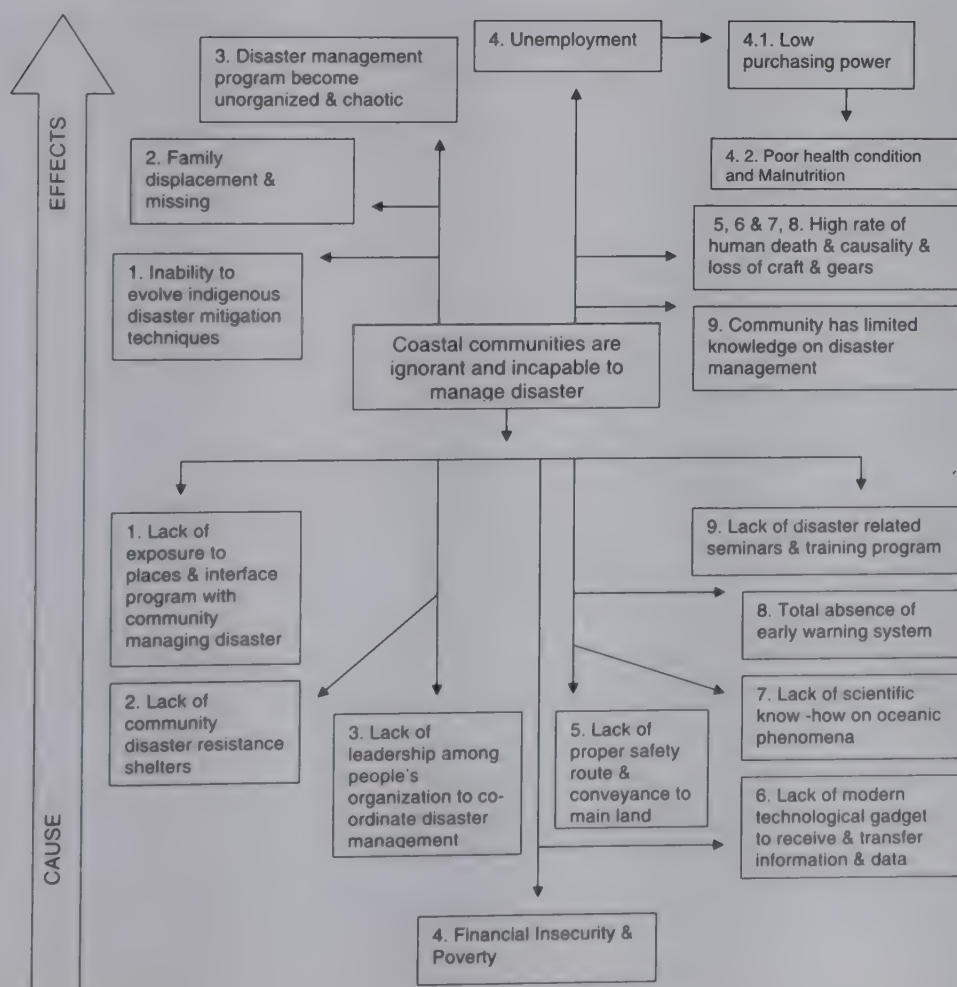 EFFECTS
CAUSE
3. Disaster management
program become
unorganized & chaotic
4. Unemployment
4.1. Low
purchasing power
2. Family
displacement &
missing
4. 2. Poor health condition
and Malnutrition
1. Inability to
evolve indigenous
disaster mitigation
techniques
5, 6 & 7, 8. High rate of
human death & causality &
loss of craft & gears
9. Community has limited
knowledge on disaster
management
Coastal communities are
ignorant and incapable to
manage disaster
1. Lack of
exposure to
places & interface
program with
community
managing disaster
9. Lack of disaster related
seminars & training program
8. Total absence of
early warning system
2. Lack of
community
disaster resistance
shelters
3. Lack of
leadership among
people's
organization to co-
ordinate disaster
management
5. Lack of
proper safety
route &
conveyance to
main land
7. Lack of scientific
know -how on oceanic
phenomena
6. Lack of modern
technological gadget
to receive & transfer
information & data
4. Financial Insecurity &
Poverty